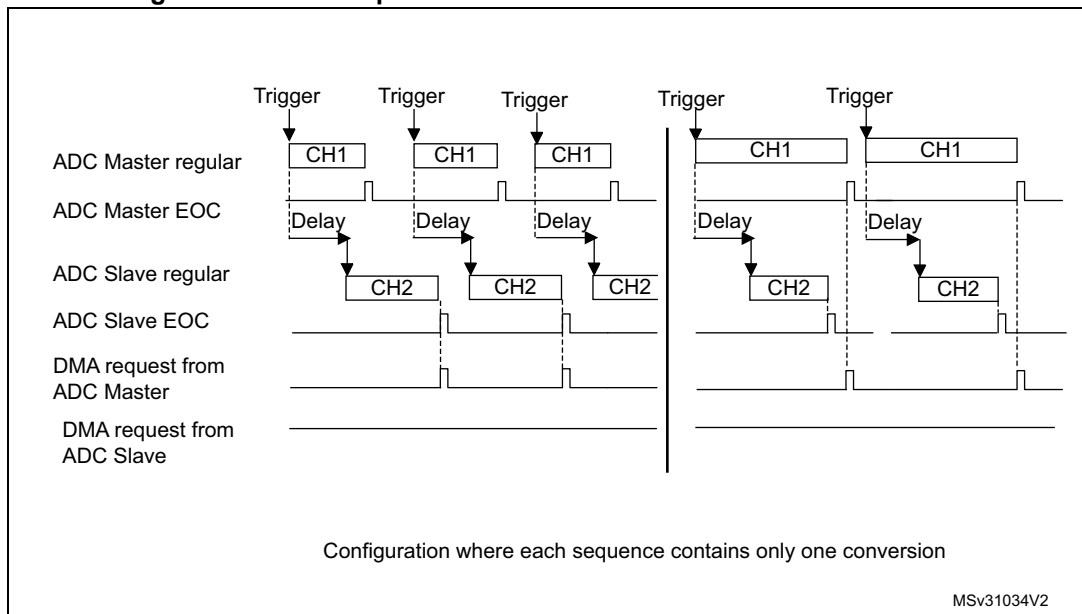 Trigger Trigger Trigger Trigger Trigger
ADC Master regular CH1 CH1 CH1 CH1 CH1
ADC Master EOC
Delay Delay Delay Delay Delay
ADC Slave regular CH2 CH2 CH2 CH2 CH2
ADC Slave EOC
DMA request from
ADC Master
DMA request from
ADC Slave
Configuration where each sequence contains only one conversion
MSv31034V2